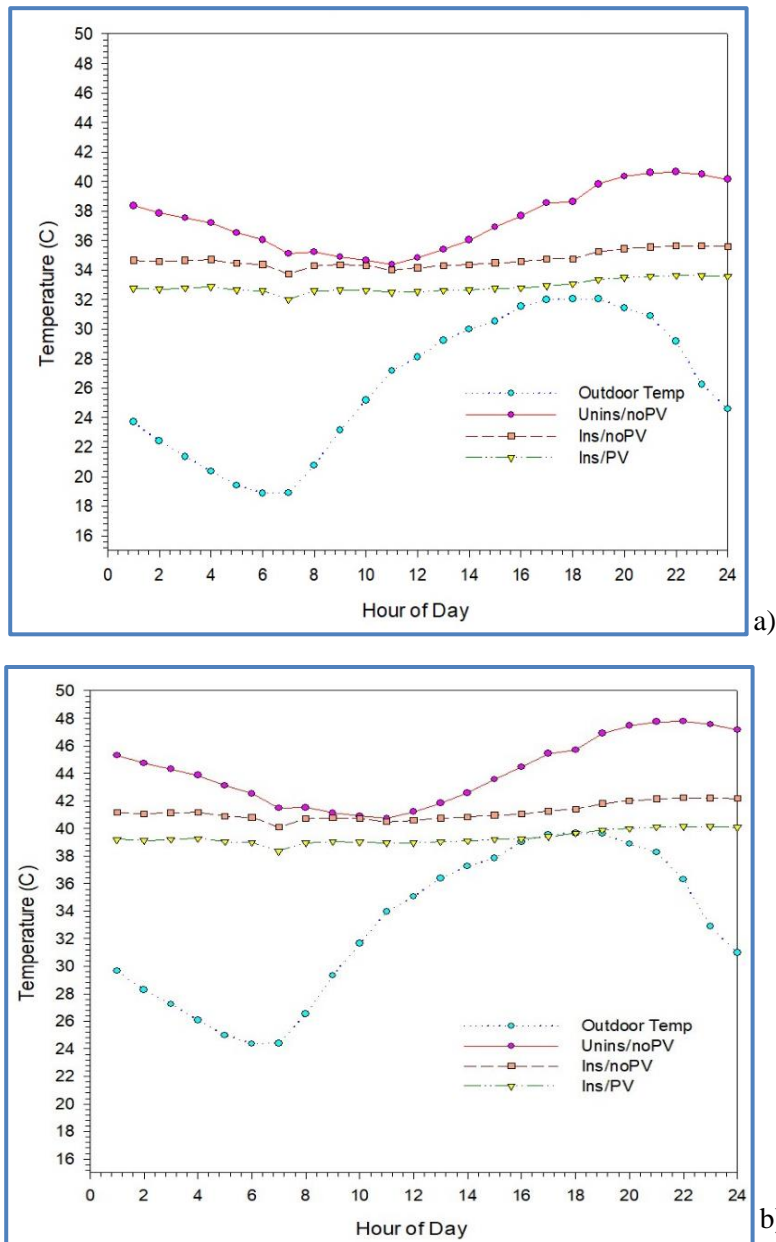 50
48
46
44
42
40
38
36
34
32
30
28
26
24
22
20
18
16
Temperature (C)
Outdoor Temp
Unins/noPV
Ins/noPV
Ins/PV
0 2 4 6 8 10 12 14 16 18 20 22 24
Hour of Day
a)
50
48
46
44
42
40
38
36
34
32
30
28
26
24
22
20
18
16
Temperature (C)
Outdoor Temp
Unins/noPV
Ins/noPV
Ins/PV
0 2 4 6 8 10 12 14 16 18 20 22 24
Hour of Day
b)